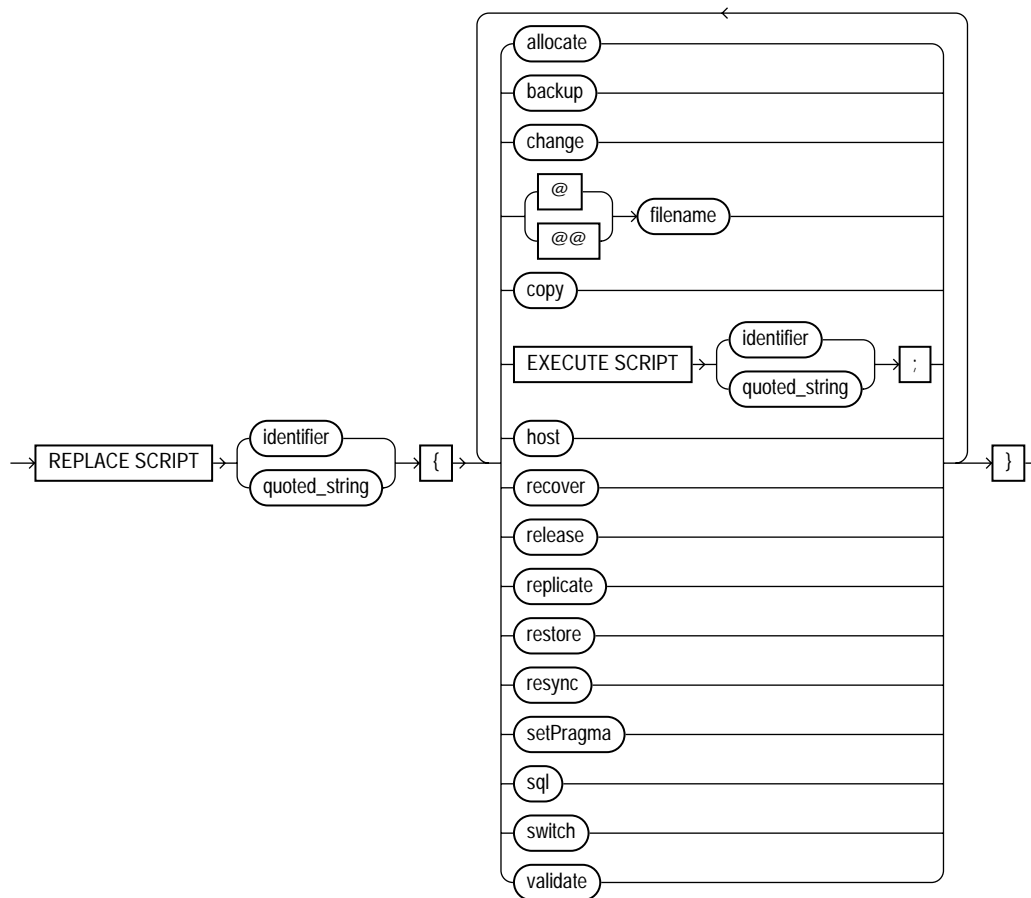 allocate
backup
change
@
filename
@@
copy
identifier
EXECUTE SCRIPT ;
quoted_string
identifier host
REPLACE SCRIPT { }
quoted_string recover
release
replicate
restore
resync
setPragma
sql
switch
validate